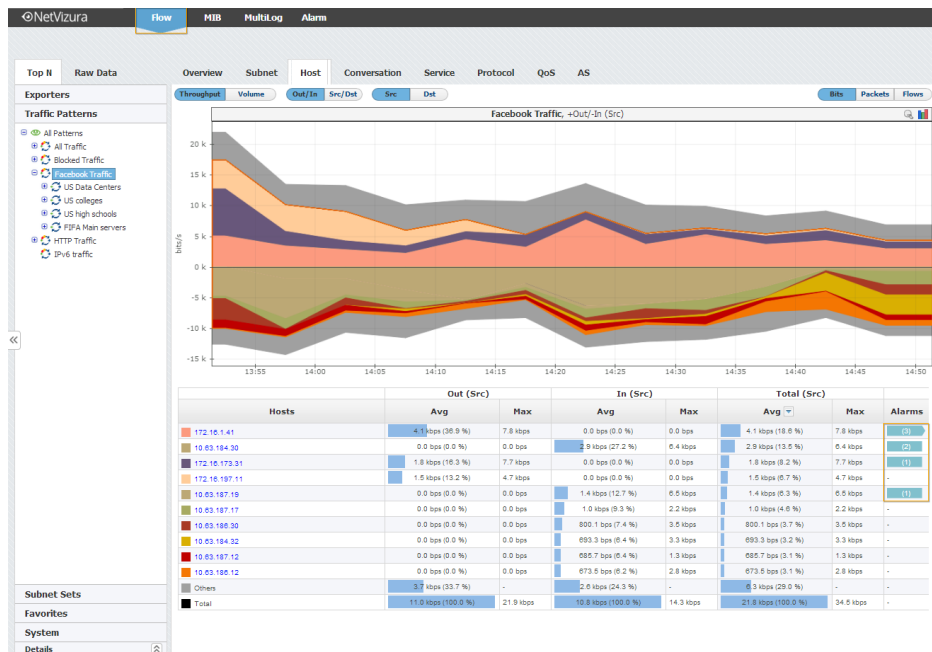 NetVizura Flow MIB MultiLog Alarm
Top N Raw Data Overview Subnet Host Conversation Service Protocol QoS AS
Exporters Throughput Volume Out/In Src/Dst Src Dst Bits Packets Flows
Traffic Patterns
Facebook Traffic, +Out/-In (Src)
All Patterns
All Traffic
Blocked Traffic
Facebook Traffic
US Data Centers
US colleges
US high schools
FIFA Main servers
HTTP Traffic
IPv6 traffic
bits/s
20 k
15 k
10 k
5 k
0 k
-5 k
-10 k
-15 k
13:55 14:00 14:05 14:10 14:15 14:20 14:25 14:30 14:35 14:40 14:45 14:50
Out (Src) In (Src) Total (Src)
Hosts Avg Max Avg Max Avg Max Alarms
172.16.1.41 4.1 kbps (36.9 %) 7.8 kbps 0.0 bps (0.0 %) 0.0 bps 4.1 kbps (18.6 %) 7.8 kbps (3)
10.63.184.30 0.0 bps (0.0 %) 0.0 bps 2.9 kbps (27.2 %) 6.4 kbps 2.9 kbps (13.5 %) 6.4 kbps (2)
172.16.173.31 1.8 kbps (16.3 %) 7.7 kbps 0.0 bps (0.0 %) 0.0 bps 1.8 kbps (8.2 %) 7.7 kbps (1)
172.16.197.11 1.5 kbps (13.2 %) 4.7 kbps 0.0 bps (0.0 %) 0.0 bps 1.5 kbps (6.7 %) 4.7 kbps -
10.63.187.19 0.0 bps (0.0 %) 0.0 bps 1.4 kbps (12.7 %) 6.5 kbps 1.4 kbps (6.3 %) 6.5 kbps (1)
10.63.187.17 0.0 bps (0.0 %) 0.0 bps 1.0 kbps (9.3 %) 2.2 kbps 1.0 kbps (4.6 %) 2.2 kbps -
10.63.186.30 0.0 bps (0.0 %) 0.0 bps 800.1 bps (7.4 %) 3.5 kbps 800.1 bps (3.7 %) 3.5 kbps -
10.63.184.32 0.0 bps (0.0 %) 0.0 bps 693.3 bps (6.4 %) 3.3 kbps 693.3 bps (3.2 %) 3.3 kbps -
10.63.187.12 0.0 bps (0.0 %) 0.0 bps 685.7 bps (6.4 %) 1.3 kbps 685.7 bps (3.1 %) 1.3 kbps -
10.63.186.12 0.0 bps (0.0 %) 0.0 bps 673.5 bps (6.2 %) 2.8 kbps 673.5 bps (3.1 %) 2.8 kbps -
Others 3.7 kbps (33.7 %) - 2.6 kbps (24.3 %) - 6.3 kbps (29.0 %) - -
Total 11.0 kbps (100.0 %) 21.9 kbps 10.8 kbps (100.0 %) 14.3 kbps 21.8 kbps (100.0 %) 34.5 kbps -
Subnet Sets
Favorites
System
Details